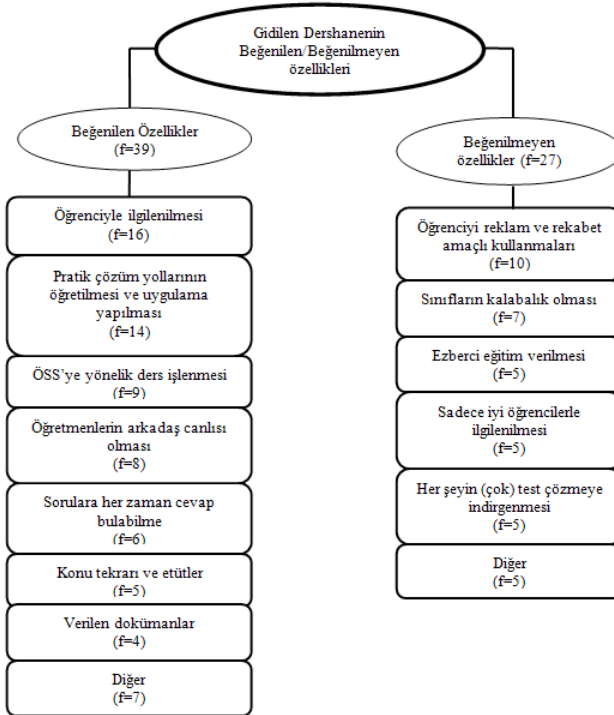 Gidilen Dershanenin
Beğenilen/Beğenilmeyen
özellikleri
Beğenilen Özellikler
(f=39)
Öğrenciyle ilgilenilmesi
(f=16)
Pratik çözüm yollarının
öğretilmesi ve uygulama
yapılması
(f=14)
ÖSS’ye yönelik ders işlenmesi
(f=9)
Öğretmenlerin arkadaş canlısı
olması
(f=8)
Sorulara her zaman cevap
bulabilme
(f=6)
Konu tekrarı ve etütler
(f=5)
Verilen dokümanlar
(f=4)
Diğer
(f=7)
Beğenilmeyen
özellikler (f=27)
Öğrenciyi reklam ve rekabet
amaçlı kullanmaları
(f=10)
Sınıfların kalabalık olması
(f=7)
Ezberci eğitim verilmesi
(f=5)
Sadece iyi öğrencilerle
ilgilenilmesi
(f=5)
Her şeyin (çok) test çözmeye
indirgenmesi
(f=5)
Diğer
(f=5)